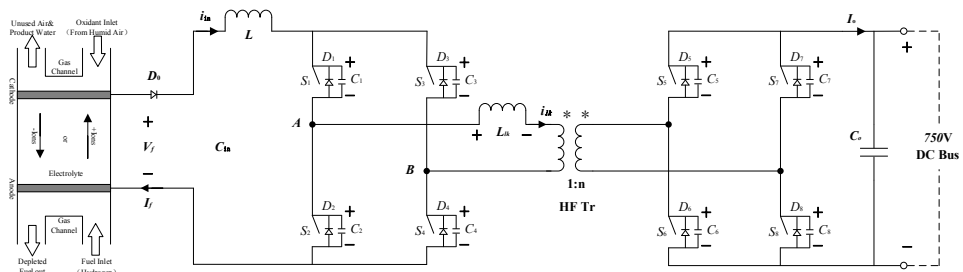 Unused Air&
Product Water
Oxidant Inlet
(From Humid Air)
Gas
Channel
Cathode
-Ions
or
+Ions
Electrolyte
Anode
Gas
Channel
Depleted
Fuel out
Fuel Inlet
(Hydrogen)
D₀
+
V_f
−
I_f
i_in
L
C_in
A
B
S₁
D₁
+
C₁
−
S₃
D₃
+
C₃
−
S₂
D₂
+
C₂
−
S₄
D₄
+
C₄
−
+
L_lk
−
i_lk
* *
1:n
HF Tr
S₅
D₅
+
C₅
−
S₇
D₇
+
C₇
−
S₆
D₆
+
C₆
−
S₈
D₈
+
C₈
−
I_o
C_o
+
750V
DC Bus
−